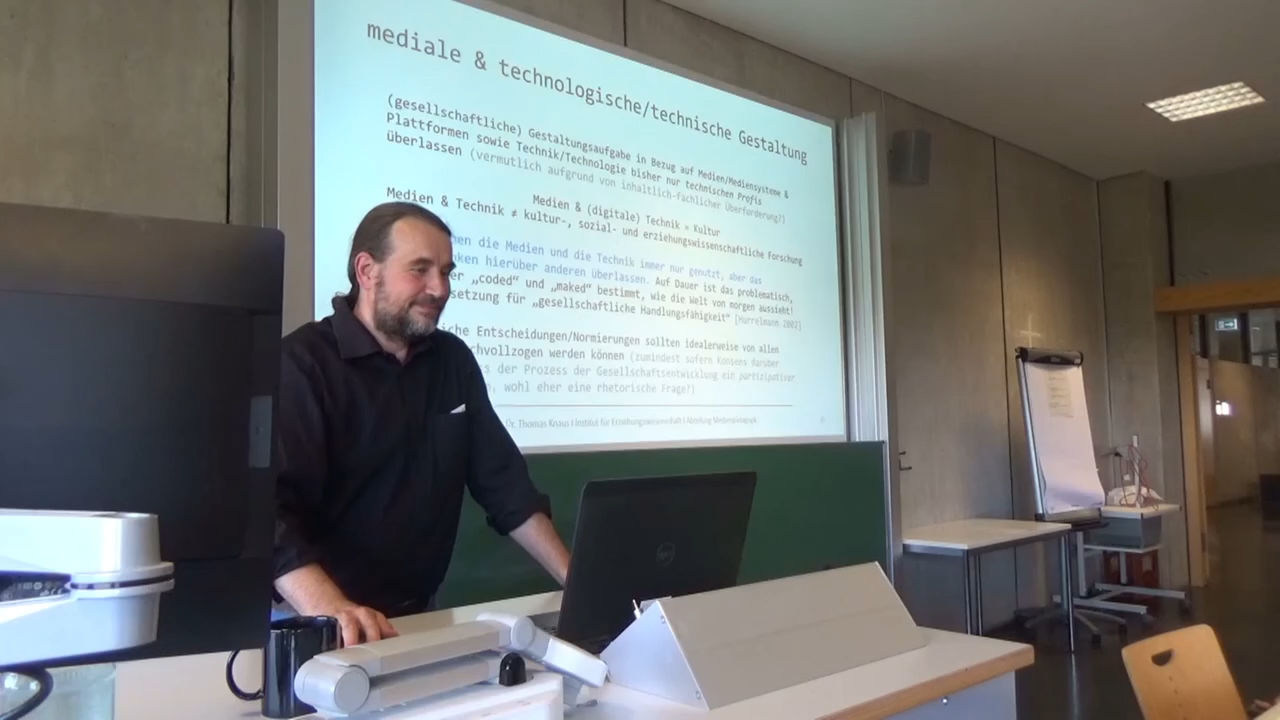 mediale & technologische/technische Gestaltung
(gesellschaftliche) Gestaltungsaufgabe in Bezug auf Medien/Mediensysteme &
Plattformen sowie Technik/Technologie bisher nur technischen Profis
überlassen (vermutlich aufgrund von inhaltlich-fachlicher Überforderung?)
Medien & (digitale) Technik = Kultur
Medien & Technik ≠ kultur-, sozial- und erziehungswissenschaftliche Forschung
die Medien und die Technik immer nur genutzt, aber das
hierüber anderen überlassen. Auf Dauer ist das problematisch,
„coded“ und „maked“ bestimmt, wie die Welt von morgen aussieht!
für „gesellschaftliche Handlungsfähigkeit“ [Hurrelmann 2002]
Entscheidungen/Normierungen sollten idealerweise von allen
werden können (zumindest sofern Konsens darüber
der Prozess der Gesellschaftsentwicklung ein partizipativer
wohl eher eine rhetorische Frage?)
Dr. Thomas Knaus I Institut für Erziehungswissenschaft I Abteilung Medienpädagogik
DELL